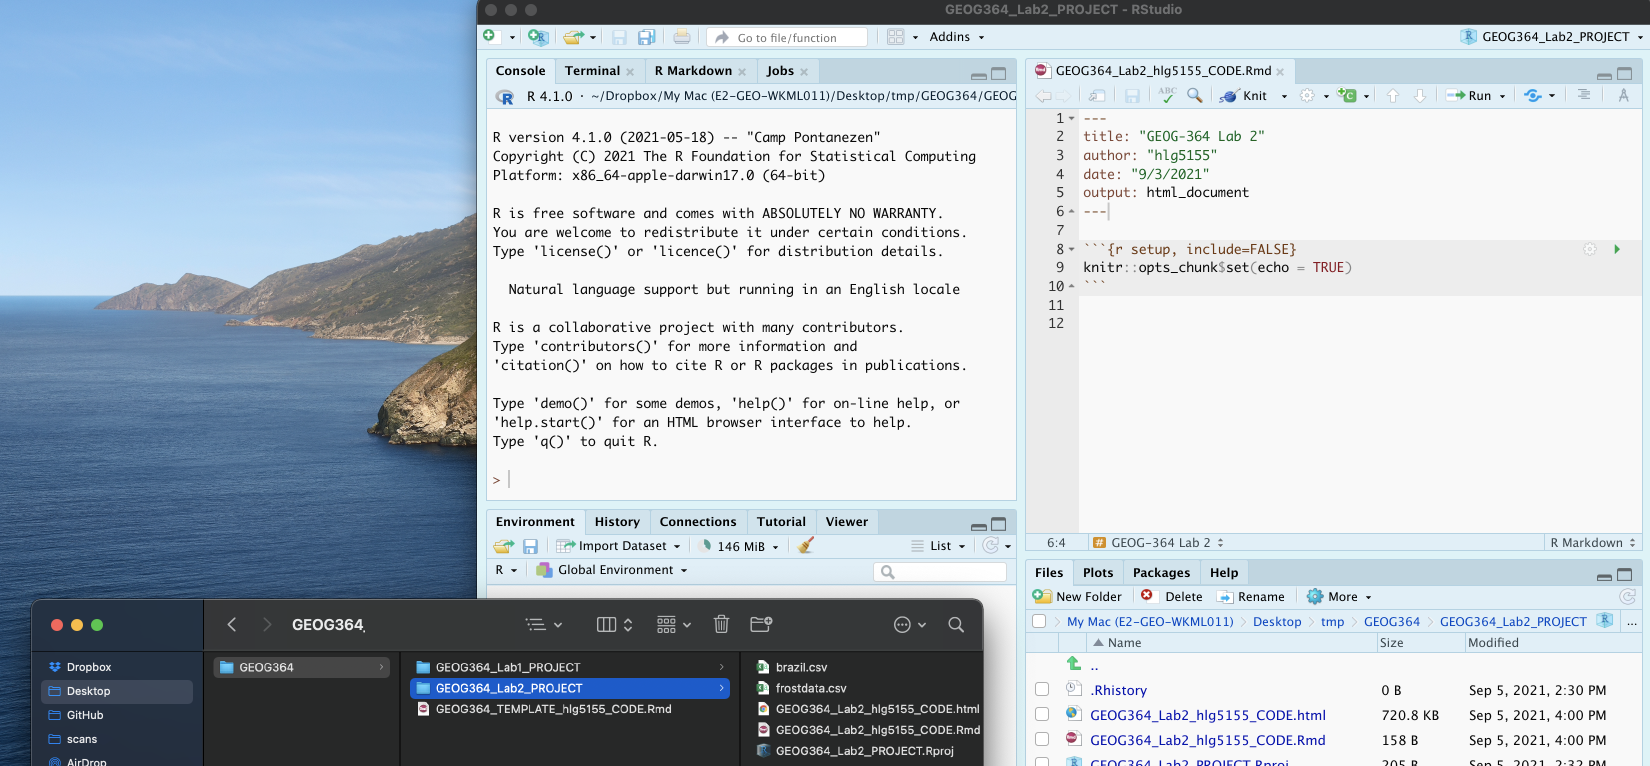 GEOG364_Lab2_PROJECT - RStudio
Go to file/function
Addins
GEOG364_Lab2_PROJECT
Console Terminal R Markdown Jobs
R 4.1.0 · ~/Dropbox/My Mac (E2-GEO-WKML011)/Desktop/tmp/GEOG364/GEOG
R version 4.1.0 (2021-05-18) -- "Camp Pontanezen"
Copyright (C) 2021 The R Foundation for Statistical Computing
Platform: x86_64-apple-darwin17.0 (64-bit)
R is free software and comes with ABSOLUTELY NO WARRANTY.
You are welcome to redistribute it under certain conditions.
Type 'license()' or 'licence()' for distribution details.
Natural language support but running in an English locale
R is a collaborative project with many contributors.
Type 'contributors()' for more information and
'citation()' on how to cite R or R packages in publications.
Type 'demo()' for some demos, 'help()' for on-line help, or
'help.start()' for an HTML browser interface to help.
Type 'q()' to quit R.
>
GEOG364_Lab2_hlg5155_CODE.Rmd
ABC Knit Run
1 ---
2 title: "GEOG-364 Lab 2"
3 author: "hlg5155"
4 date: "9/3/2021"
5 output: html_document
6 ---
7
8 ```{r setup, include=FALSE}
9 knitr::opts_chunk$set(echo = TRUE)
10 ```
11
12
6:4 # GEOG-364 Lab 2 R Markdown
Environment History Connections Tutorial Viewer
Import Dataset 146 MiB List
R Global Environment
Files Plots Packages Help
New Folder Delete Rename More
My Mac (E2-GEO-WKML011) Desktop tmp GEOG364 GEOG364_Lab2_PROJECT ...
Name Size Modified
..
.Rhistory 0 B Sep 5, 2021, 2:30 PM
GEOG364_Lab2_hlg5155_CODE.html 720.8 KB Sep 5, 2021, 4:00 PM
GEOG364_Lab2_hlg5155_CODE.Rmd 158 B Sep 5, 2021, 4:00 PM
GEOG364_Lab2_PROJECT.Rproj 205 B Sep 5, 2021, 2:32 PM
GEOG364
Dropbox
Desktop
GitHub
scans
AirDrop
GEOG364
GEOG364_Lab1_PROJECT
GEOG364_Lab2_PROJECT
GEOG364_TEMPLATE_hlg5155_CODE.Rmd
brazil.csv
frostdata.csv
GEOG364_Lab2_hlg5155_CODE.html
GEOG364_Lab2_hlg5155_CODE.Rmd
GEOG364_Lab2_PROJECT.Rproj